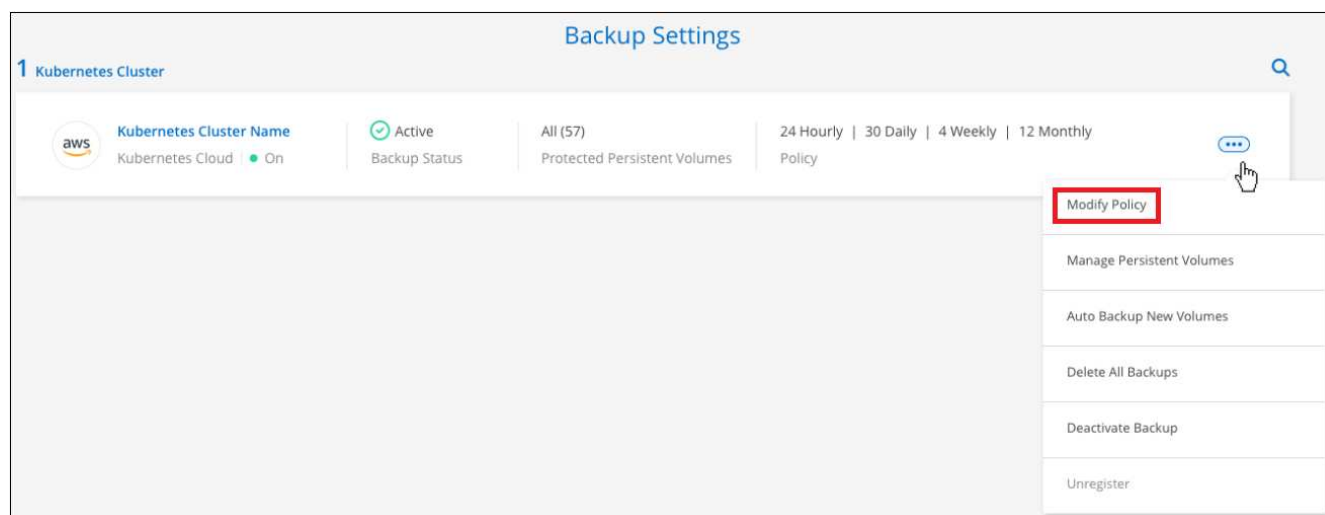 Backup Settings
1 Kubernetes Cluster
aws
Kubernetes Cluster Name
Kubernetes Cloud | On
Active
Backup Status
All (57)
Protected Persistent Volumes
24 Hourly | 30 Daily | 4 Weekly | 12 Monthly
Policy
Modify Policy
Manage Persistent Volumes
Auto Backup New Volumes
Delete All Backups
Deactivate Backup
Unregister